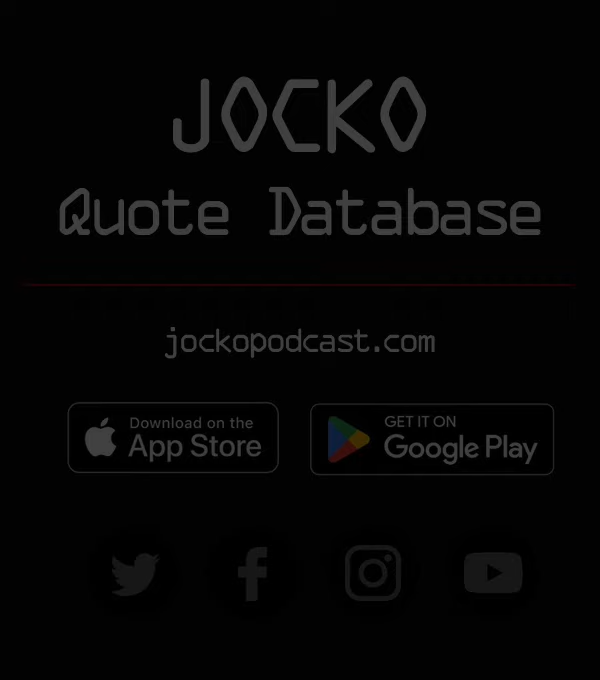 JOCKO
Quote Database
jockopodcast.com
Download on the
App Store
GET IT ON
Google Play